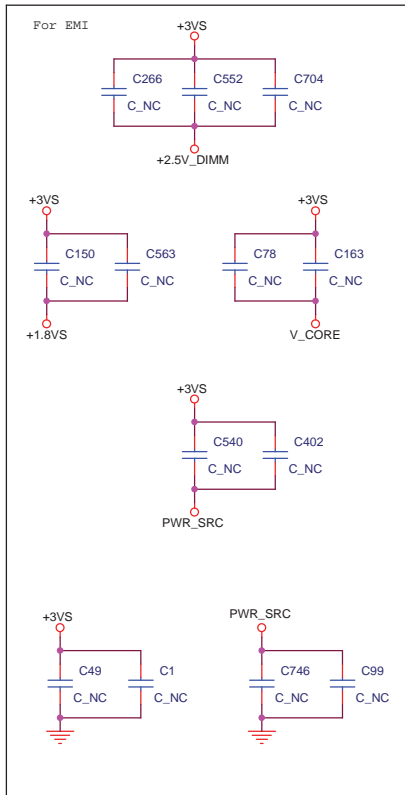 For EMI
+3VS
C266 C552 C704
C_NC C_NC C_NC
+2.5V_DIMM
+3VS +3VS
C150 C563 C78 C163
C_NC C_NC C_NC C_NC
+1.8VS V_CORE
+3VS
C540 C402
C_NC C_NC
PWR_SRC
+3VS PWR_SRC
C49 C1 C746 C99
C_NC C_NC C_NC C_NC